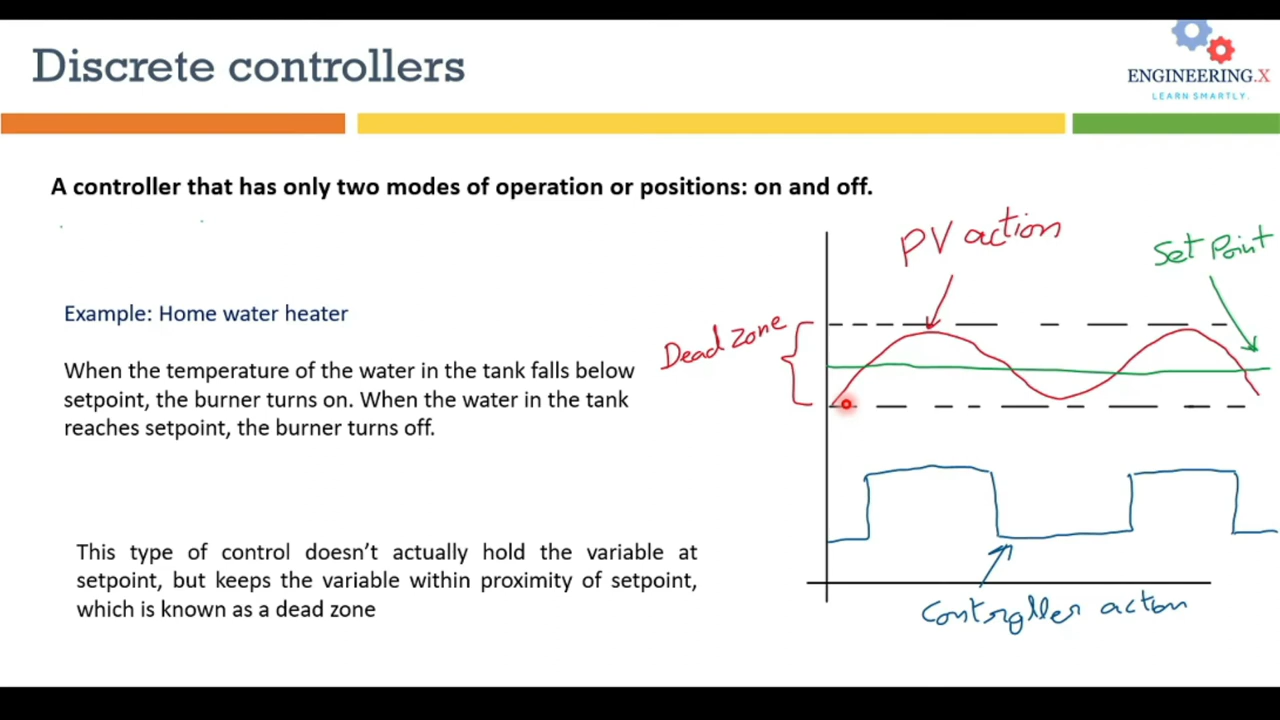 Discrete controllers
ENGINEERING.X
LEARN SMARTLY.
A controller that has only two modes of operation or positions: on and off.
PV action
Set Point
Example: Home water heater
Dead zone
When the temperature of the water in the tank falls below
setpoint, the burner turns on. When the water in the tank
reaches setpoint, the burner turns off.
This type of control doesn't actually hold the variable at
setpoint, but keeps the variable within proximity of setpoint,
which is known as a dead zone
Controller action